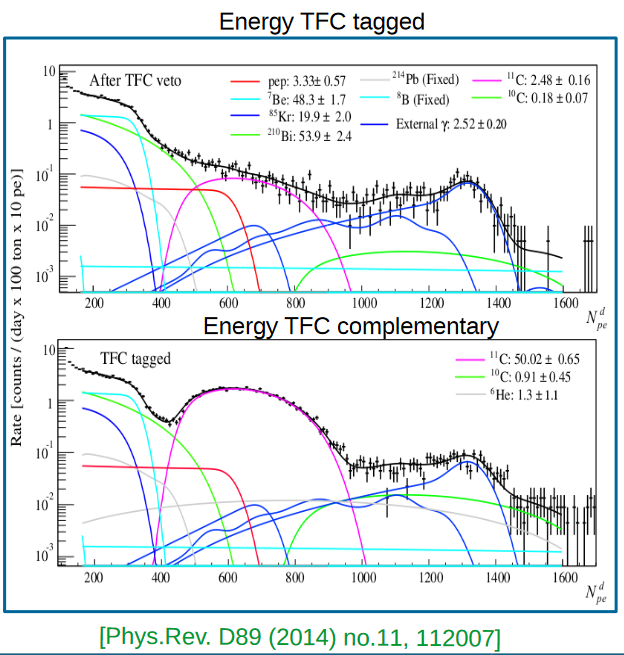 Energy TFC tagged
After TFC veto
pep: 3.33± 0.57
⁷Be: 48.3 ± 1.7
⁸⁵Kr: 19.9 ± 2.0
²¹⁰Bi: 53.9 ± 2.4
²¹⁴Pb (Fixed)
⁸B (Fixed)
External γ: 2.52±0.20
¹¹C: 2.48 ± 0.16
¹⁰C: 0.18±0.07
10
1
10⁻¹
10⁻²
10⁻³
200 400 600 800 1000 1200 1400 1600
N^d_pe
Energy TFC complementary
TFC tagged
¹¹C: 50.02 ± 0.65
¹⁰C: 0.91 ±0.45
⁶He: 1.3 ±1.1
10
1
10⁻¹
10⁻²
10⁻³
200 400 600 800 1000 1200 1400 1600
N^d_pe
Rate [counts / (day x 100 ton x 10 pe)]
[Phys.Rev. D89 (2014) no.11, 112007]